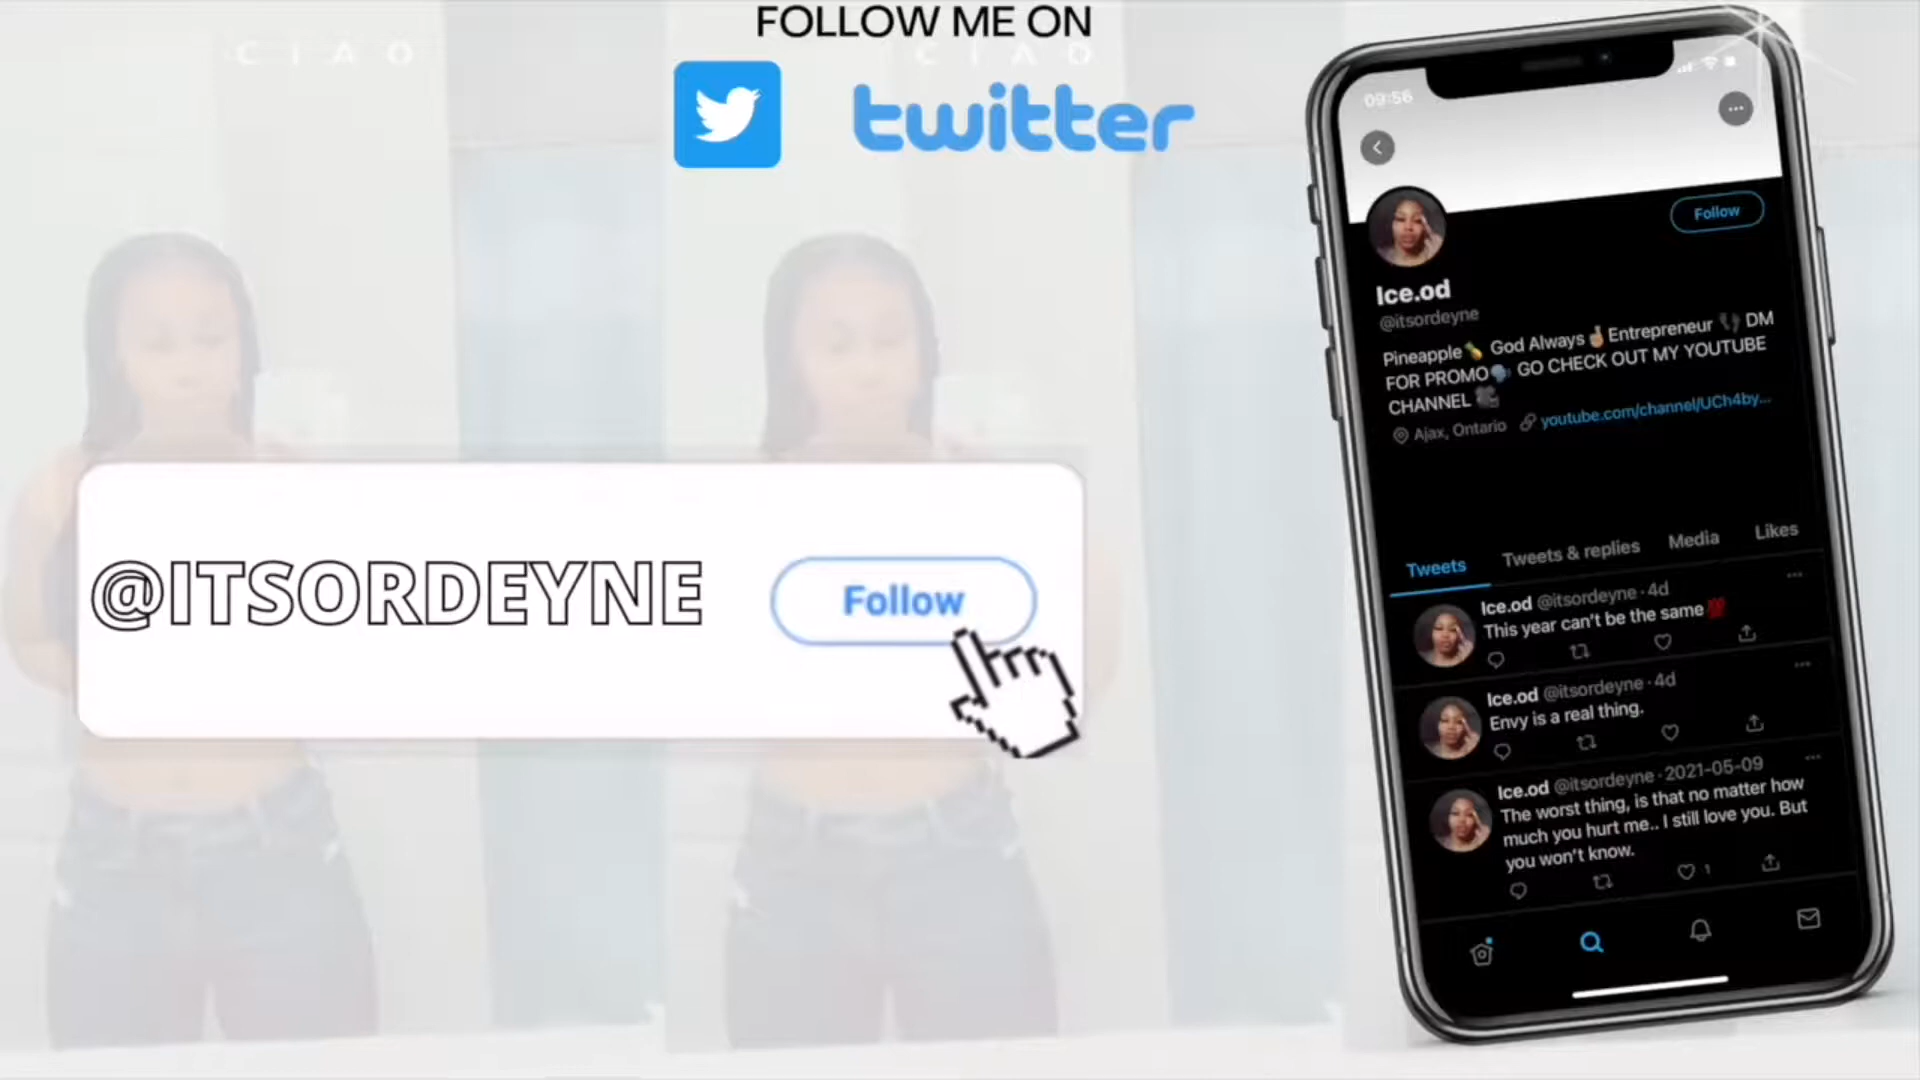 FOLLOW ME ON
CIAO
CIAO
twitter
@ITSORDEYNE
Follow
09:56
Follow
Ice.od
@itsordeyne
Pineapple🍍 God Always☝🏽Entrepreneur 👣 DM
FOR PROMO🗣 GO CHECK OUT MY YOUTUBE
CHANNEL 🎥
Ajax, Ontario youtube.com/channel/UCh4by...
Tweets Tweets & replies Media Likes
Ice.od @itsordeyne · 4d
This year can't be the same💯
Ice.od @itsordeyne · 4d
Envy is a real thing.
Ice.od @itsordeyne · 2021-05-09
The worst thing, is that no matter how
much you hurt me.. I still love you. But
you won't know.
1